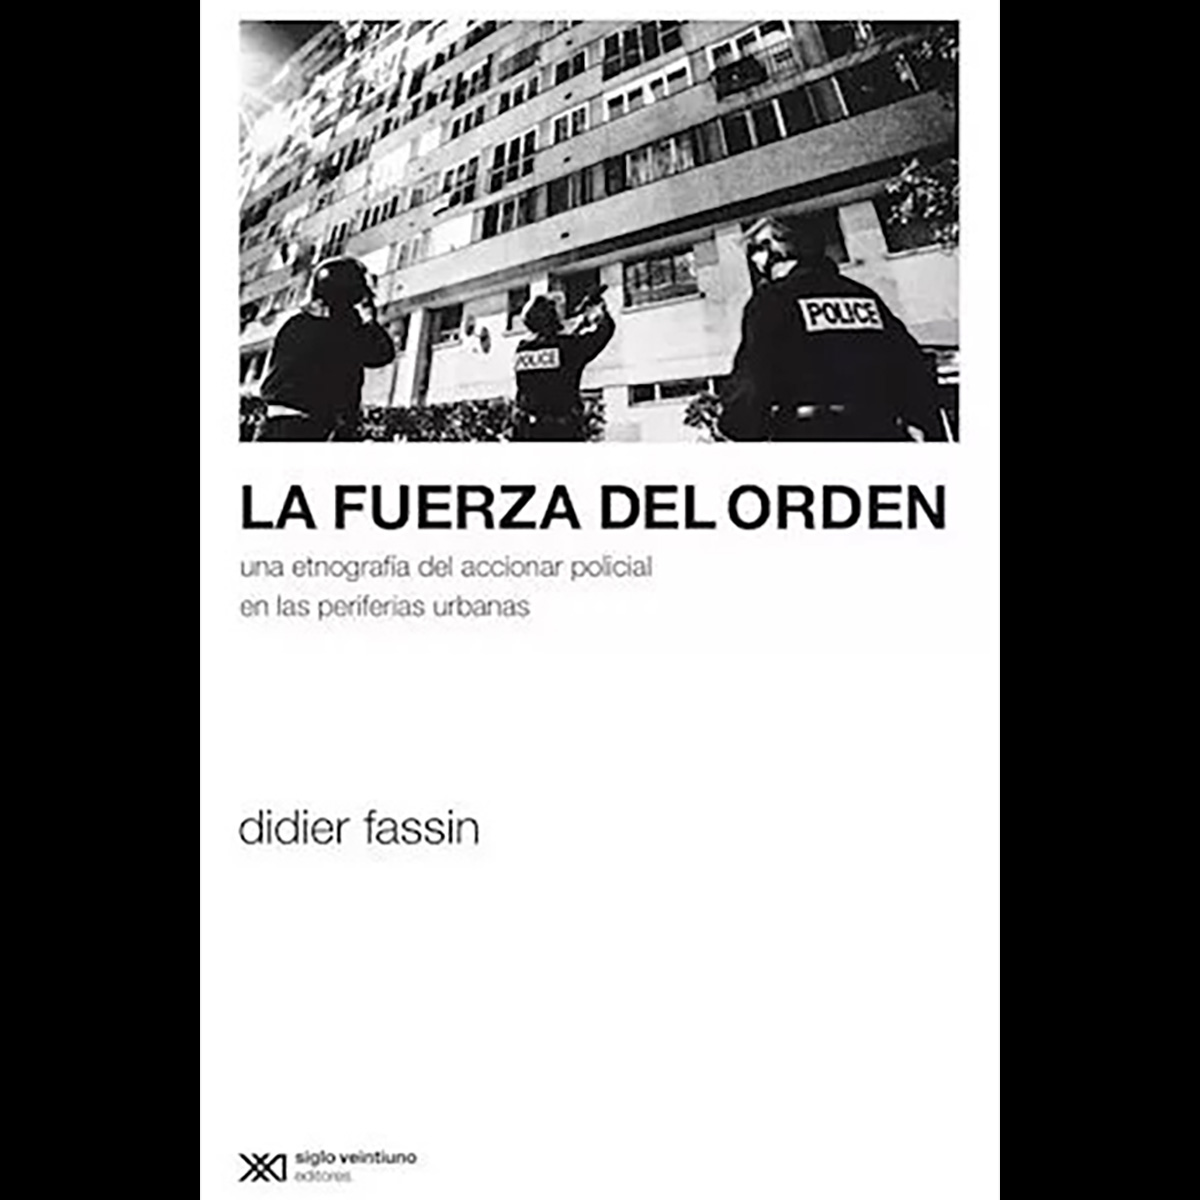 POLICE
POLICE
LA FUERZA DEL ORDEN
una etnografía del accionar policial
en las periferias urbanas
didier fassin
siglo veintiuno
editores